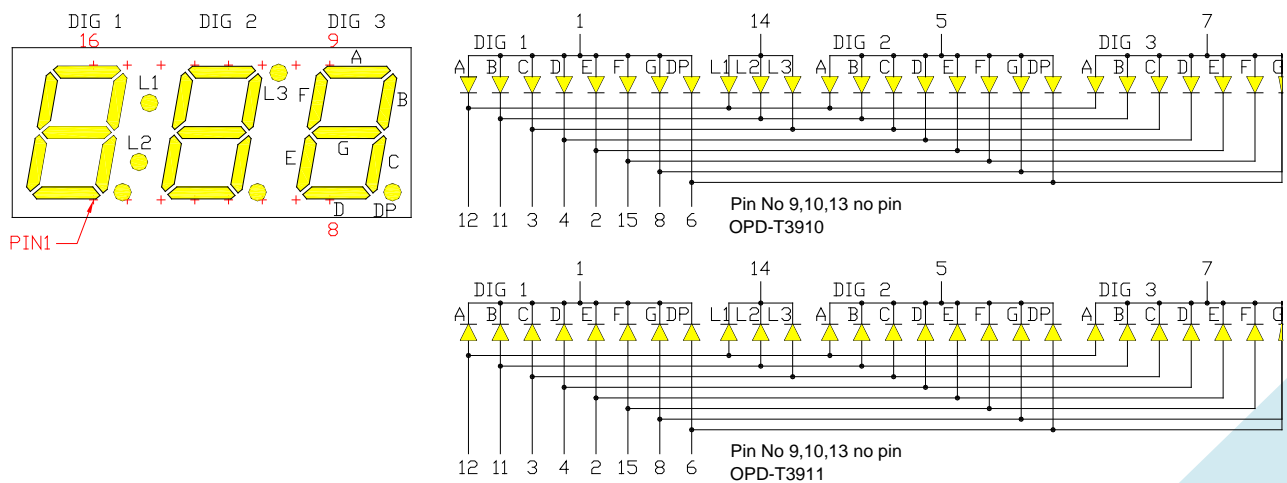 DIG 1 DIG 2 DIG 3
16 9
A
L1
L3 F B
L2 G
E C
D DP
PIN1 8
1 14 5 7
DIG 1 DIG 2 DIG 3
A B C D E F G DP L1 L2 L3 A B C D E F G DP A B C D E F G
12 11 3 4 2 15 8 6
Pin No 9,10,13 no pin
OPD-T3910
1 14 5 7
DIG 1 DIG 2 DIG 3
A B C D E F G DP L1 L2 L3 A B C D E F G DP A B C D E F G
12 11 3 4 2 15 8 6
Pin No 9,10,13 no pin
OPD-T3911